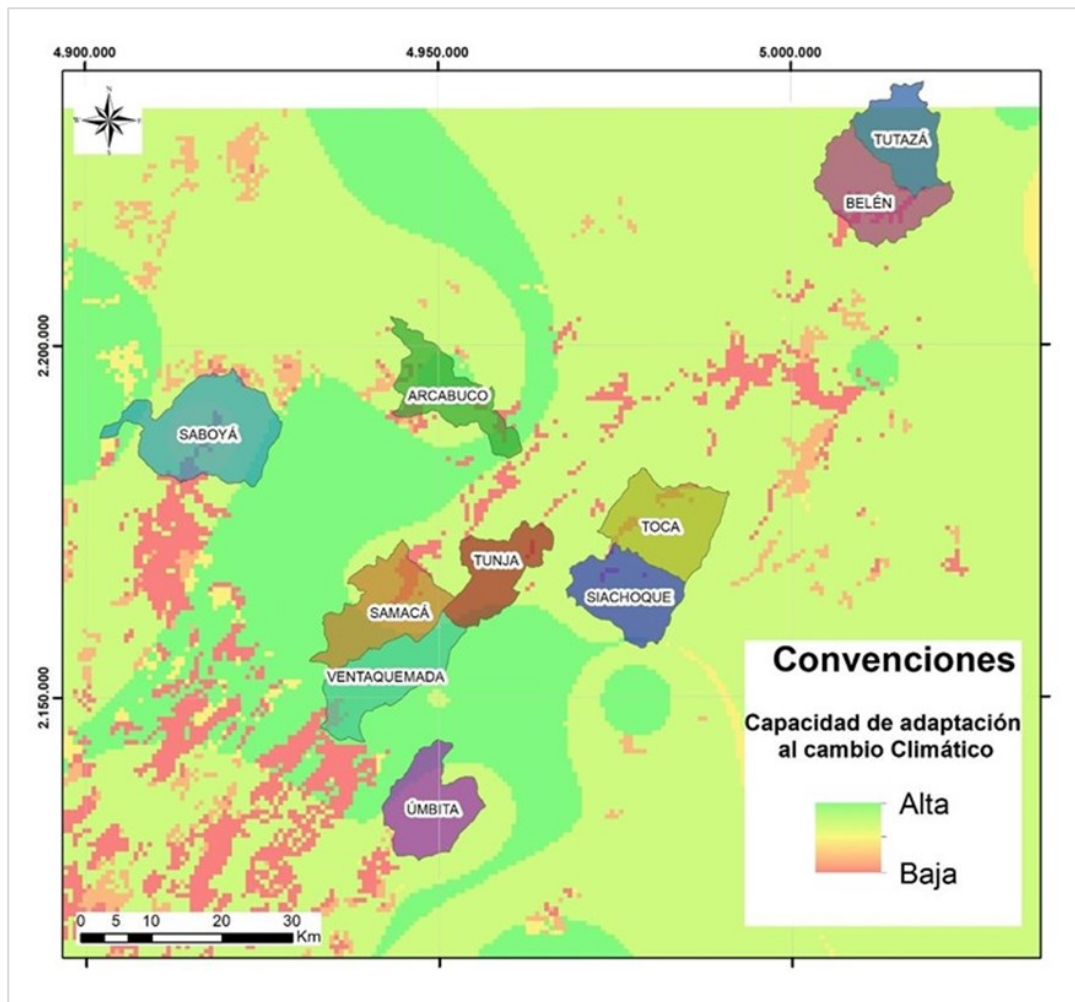 4.900.000
4.950.000
5.000.000
N
W
E
S
TUTAZÁ
BELÉN
2.200.000
ARCABUCO
SABOYÁ
TOCA
TUNJA
SIACHOQUE
SAMACÁ
VENTAQUEMADA
2.150.000
ÚMBITA
Convenciones
Capacidad de adaptación
al cambio Climático
Alta
Baja
0 5 10 20 30
Km